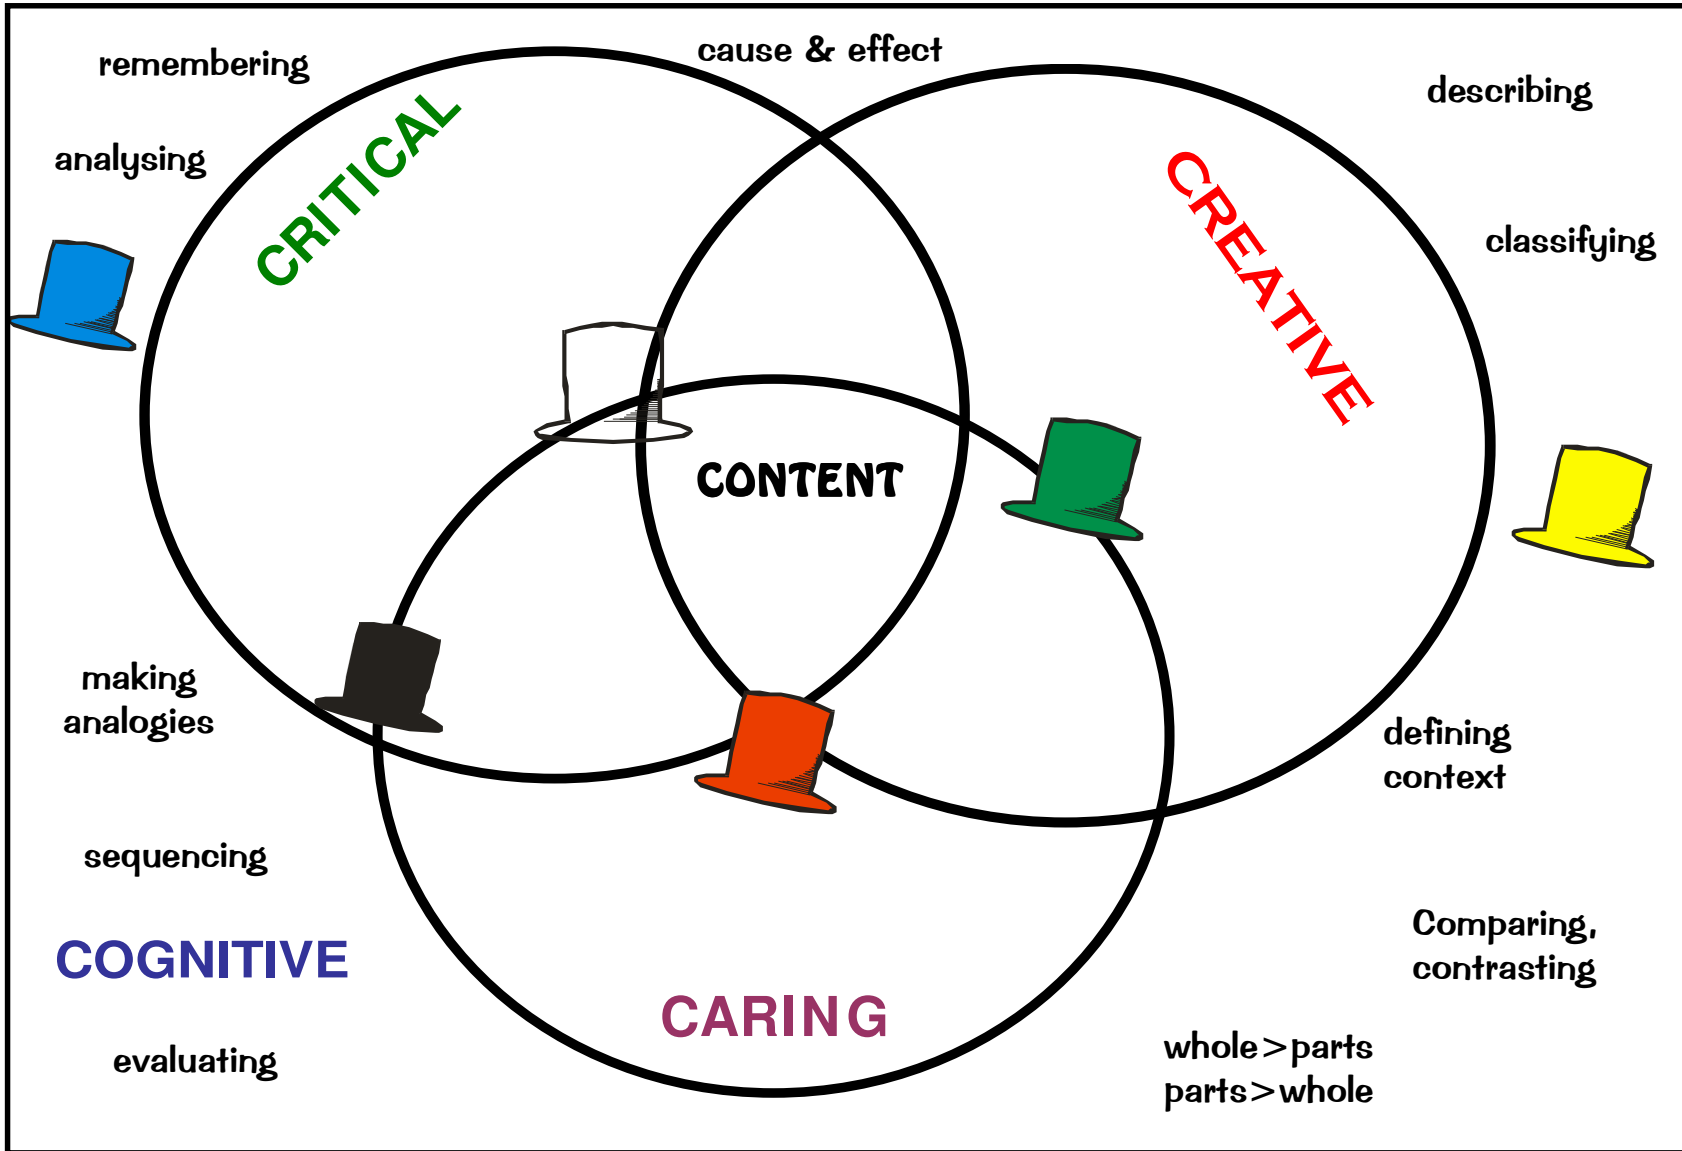 remembering
cause & effect
describing
analysing
CRITICAL
CREATIVE
classifying
CONTENT
making
analogies
defining
context
sequencing
COGNITIVE
Comparing,
contrasting
CARING
evaluating
whole>parts
parts>whole